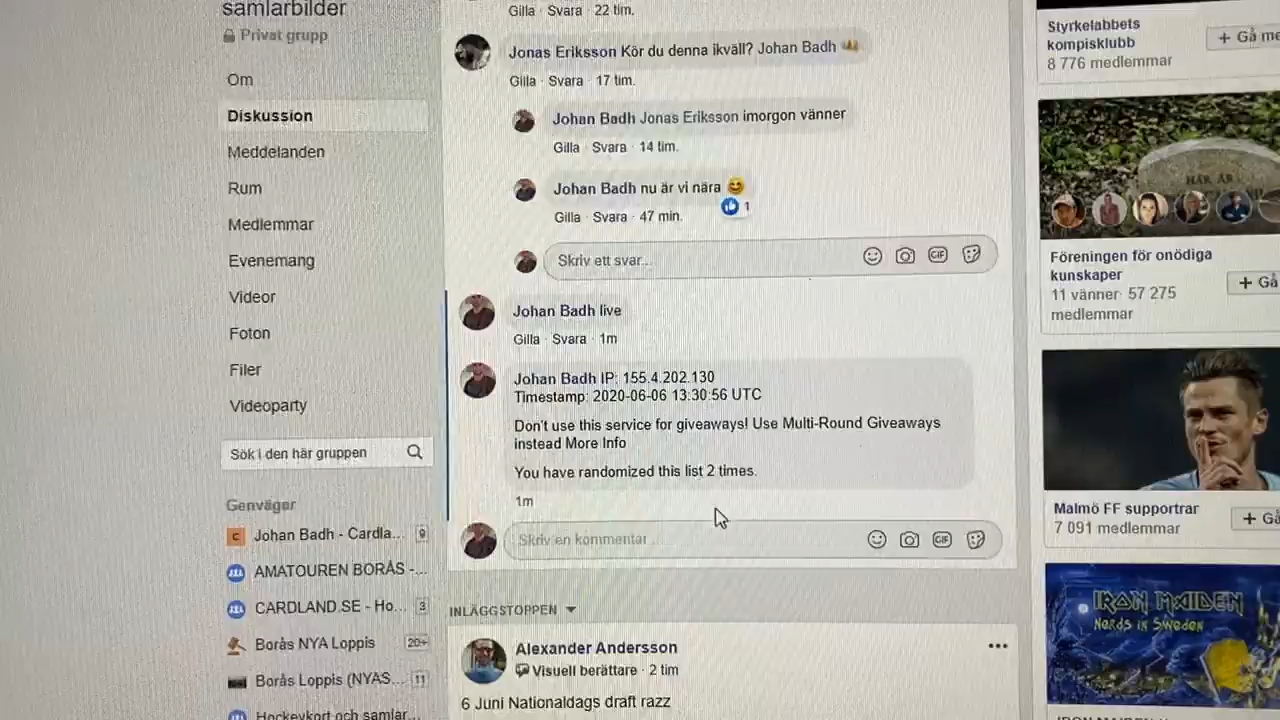 samlarbilder
Privat grupp
Om
Diskussion
Meddelanden
Rum
Medlemmar
Evenemang
Videor
Foton
Filer
Videoparty
Sök i den här gruppen
Genvägar
Johan Badh - Cardla... 9
AMATOUREN BORÅS -...
CARDLAND.SE - Ho... 3
Borås NYA Loppis 20+
Borås Loppis (NYAS... 11
Hockeykort och samlar...
Gilla · Svara · 22 tim.
Jonas Eriksson Kör du denna ikväll? Johan Badh
Gilla · Svara · 17 tim.
Johan Badh Jonas Eriksson imorgon vänner
Gilla · Svara · 14 tim.
Johan Badh nu är vi nära 😄
1
Gilla · Svara · 47 min.
Skriv ett svar...
GIF
Johan Badh live
Gilla · Svara · 1m
Johan Badh IP: 155.4.202.130
Timestamp: 2020-06-06 13:30:56 UTC
Don't use this service for giveaways! Use Multi-Round Giveaways
instead More Info
You have randomized this list 2 times.
1m
Skriv en kommentar ...
GIF
INLÄGGSTOPPEN
Alexander Andersson
Visuell berättare · 2 tim
6 Juni Nationaldags draft razz
Styrkelabbets
kompisklubb
8 776 medlemmar
+ Gå me
HÄR ÄR
Föreningen för onödiga
kunskaper
11 vänner · 57 275
medlemmar
+ Gå
Malmö FF supportrar
7 091 medlemmar
+ Gå
IRON MAIDEN
Nerds in Sweden